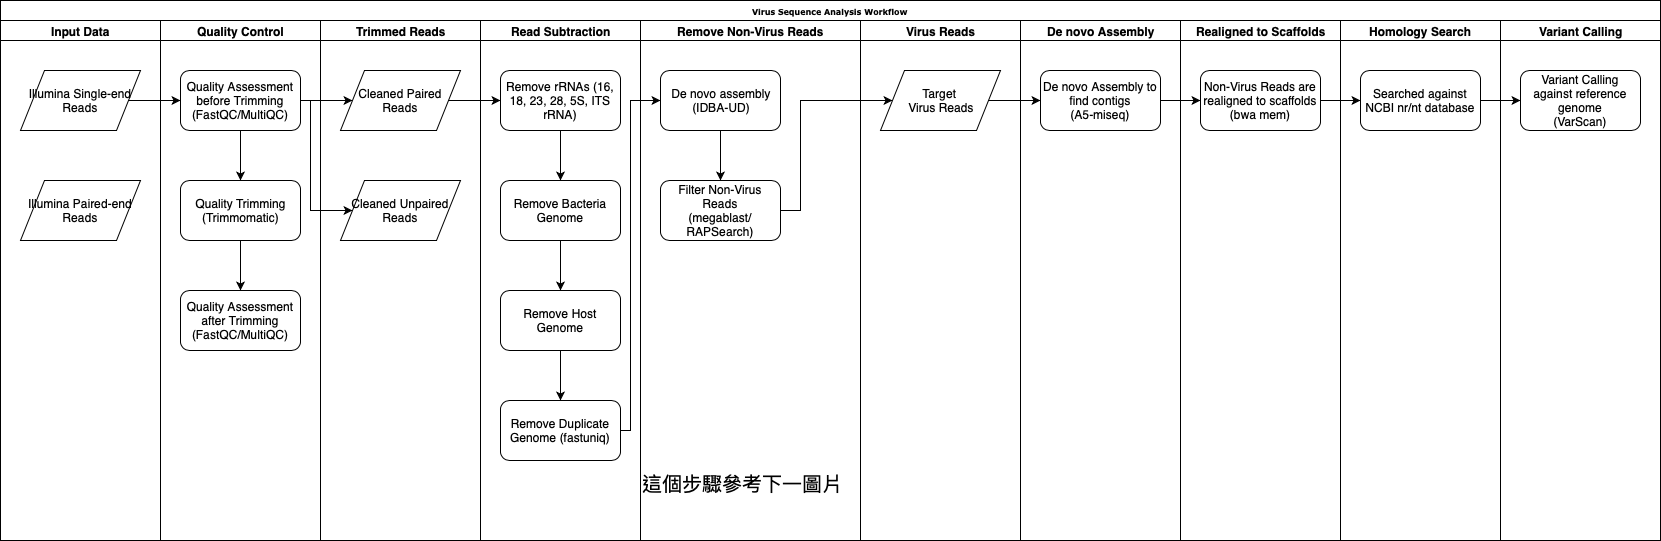 Virus Sequence Analysis Workflow
Input Data
Quality Control
Trimmed Reads
Read Subtraction
Remove Non-Virus Reads
Virus Reads
De novo Assembly
Realigned to Scaffolds
Homology Search
Variant Calling
Illumina Single-end
Reads
Illumina Paired-end
Reads
Quality Assessment
before Trimming
(FastQC/MultiQC)
Quality Trimming
(Trimmomatic)
Quality Assessment
after Trimming
(FastQC/MultiQC)
Cleaned Paired
Reads
Cleaned Unpaired
Reads
Remove rRNAs (16,
18, 23, 28, 5S, ITS
rRNA)
Remove Bacteria
Genome
Remove Host
Genome
Remove Duplicate
Genome (fastuniq)
De novo assembly
(IDBA-UD)
Filter Non-Virus
Reads
(megablast/
RAPSearch)
這個步驟參考下一圖片
Target
Virus Reads
De novo Assembly to
find contigs
(A5-miseq)
Non-Virus Reads are
realigned to scaffolds
(bwa mem)
Searched against
NCBI nr/nt database
Variant Calling
against reference
genome
(VarScan)